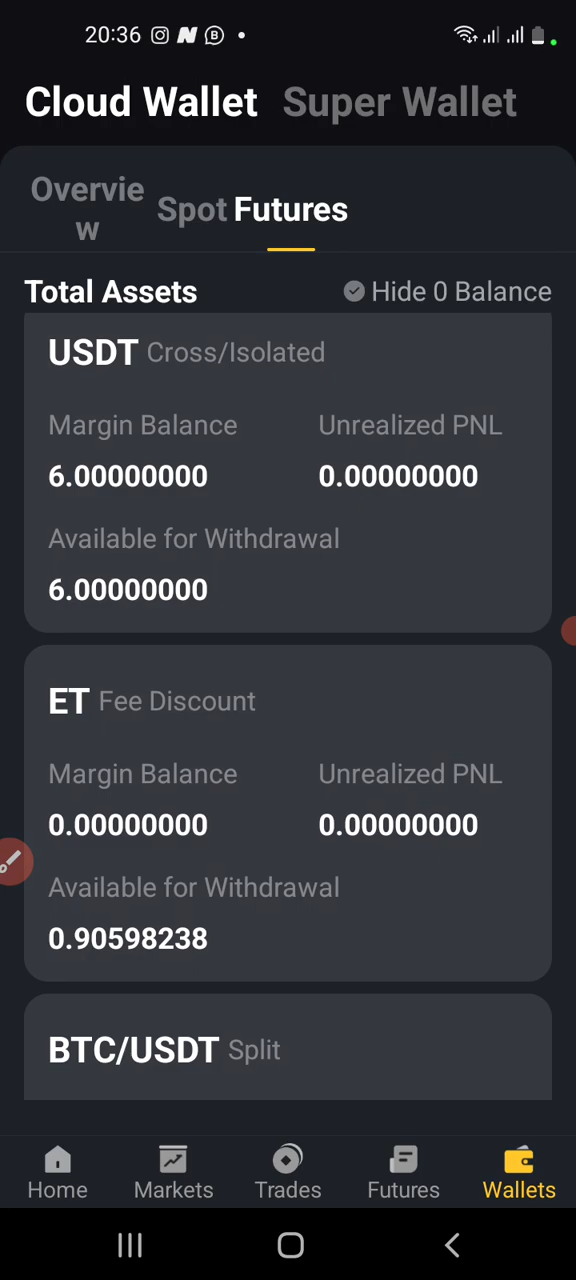 20:36
Cloud Wallet Super Wallet
Overvie
w
Spot Futures
Total Assets Hide 0 Balance
USDT Cross/Isolated
Margin Balance Unrealized PNL
6.00000000 0.00000000
Available for Withdrawal
6.00000000
ET Fee Discount
Margin Balance Unrealized PNL
0.00000000 0.00000000
Available for Withdrawal
0.90598238
BTC/USDT Split
Home Markets Trades Futures Wallets